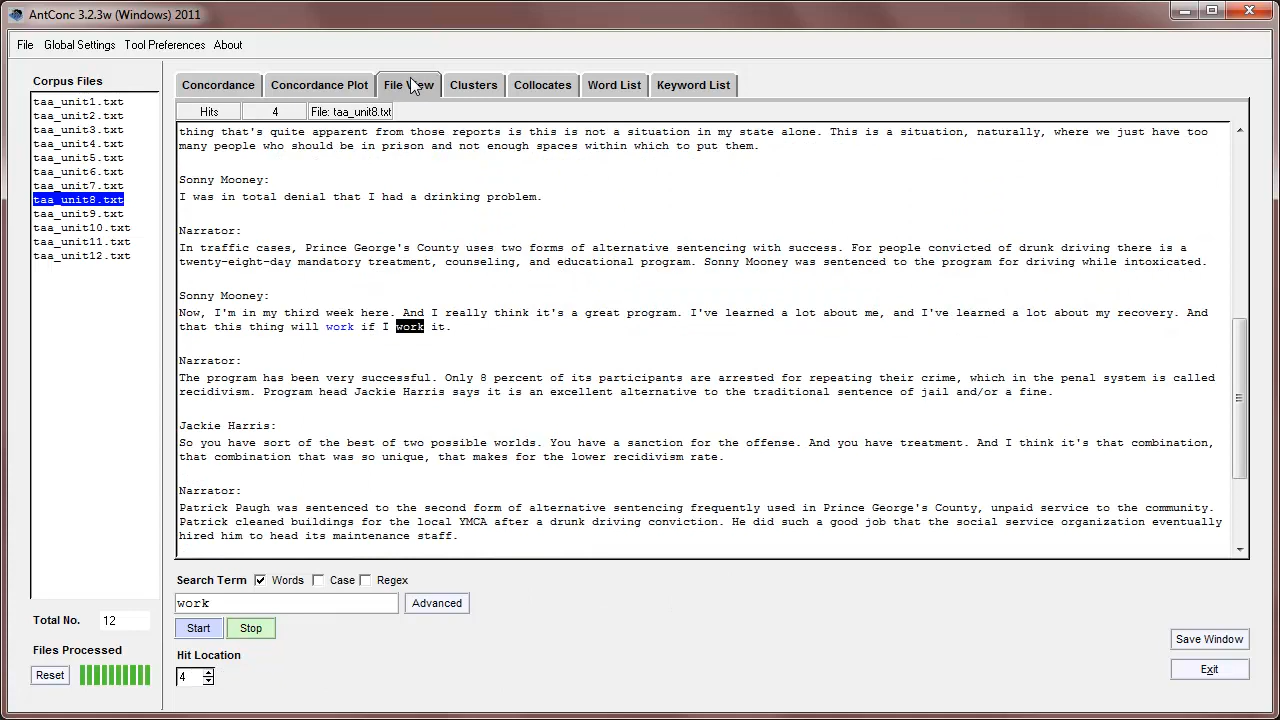 AntConc 3.2.3w (Windows) 2011
File Global Settings Tool Preferences About
Corpus Files
taa_unit1.txt
taa_unit2.txt
taa_unit3.txt
taa_unit4.txt
taa_unit5.txt
taa_unit6.txt
taa_unit7.txt
taa_unit8.txt
taa_unit9.txt
taa_unit10.txt
taa_unit11.txt
taa_unit12.txt
Total No. 12
Files Processed
Reset
Concordance Concordance Plot File View Clusters Collocates Word List Keyword List
Hits 4 File: taa_unit8.txt
thing that's quite apparent from those reports is this is not a situation in my state alone. This is a situation, naturally, where we just have too
many people who should be in prison and not enough spaces within which to put them.
Sonny Mooney:
I was in total denial that I had a drinking problem.
Narrator:
In traffic cases, Prince George's County uses two forms of alternative sentencing with success. For people convicted of drunk driving there is a
twenty-eight-day mandatory treatment, counseling, and educational program. Sonny Mooney was sentenced to the program for driving while intoxicated.
Sonny Mooney:
Now, I'm in my third week here. And I really think it's a great program. I've learned a lot about me, and I've learned a lot about my recovery. And
that this thing will work if I work it.
Narrator:
The program has been very successful. Only 8 percent of its participants are arrested for repeating their crime, which in the penal system is called
recidivism. Program head Jackie Harris says it is an excellent alternative to the traditional sentence of jail and/or a fine.
Jackie Harris:
So you have sort of the best of two possible worlds. You have a sanction for the offense. And you have treatment. And I think it's that combination,
that combination that was so unique, that makes for the lower recidivism rate.
Narrator:
Patrick Paugh was sentenced to the second form of alternative sentencing frequently used in Prince George's County, unpaid service to the community.
Patrick cleaned buildings for the local YMCA after a drunk driving conviction. He did such a good job that the social service organization eventually
hired him to head its maintenance staff.
Search Term Words Case Regex
work Advanced
Start Stop
Hit Location
4
Save Window
Exit